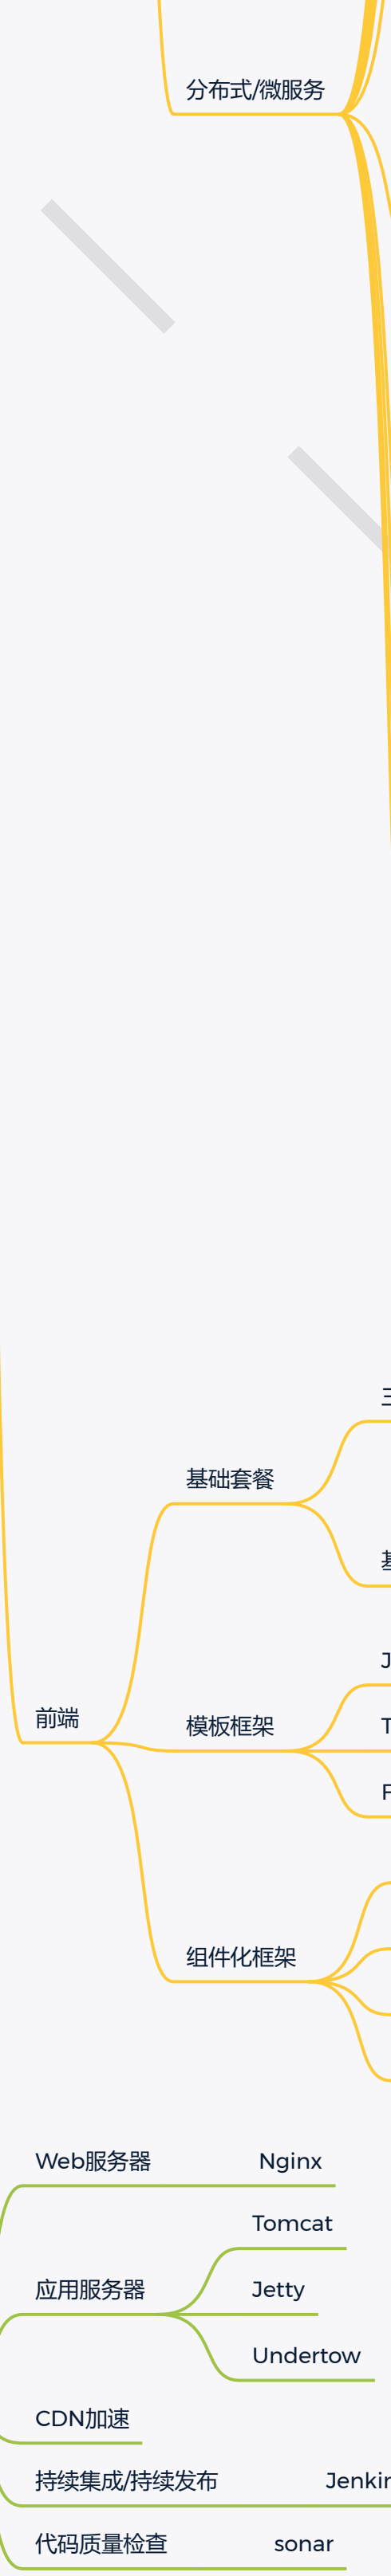 分布式/微服务
基础套餐
前端
模板框架
组件化框架
Web服务器 Nginx
Tomcat
应用服务器 Jetty
Undertow
CDN加速
持续集成/持续发布
代码质量检查 sonar